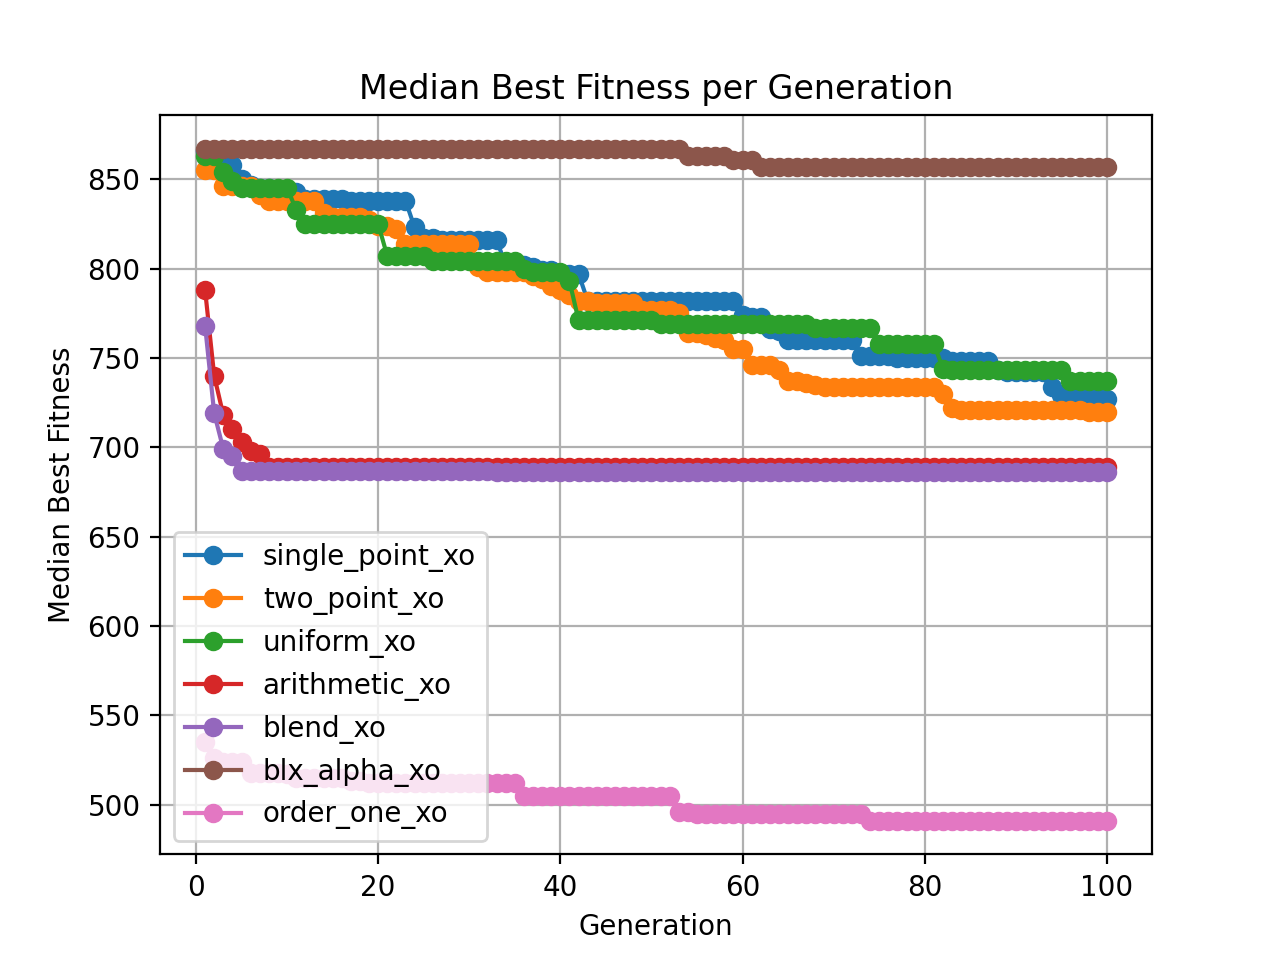 Median Best Fitness per Generation
Median Best Fitness
850
800
750
700
650
600
550
500
single_point_xo
two_point_xo
uniform_xo
arithmetic_xo
blend_xo
blx_alpha_xo
order_one_xo
0 20 40 60 80 100
Generation